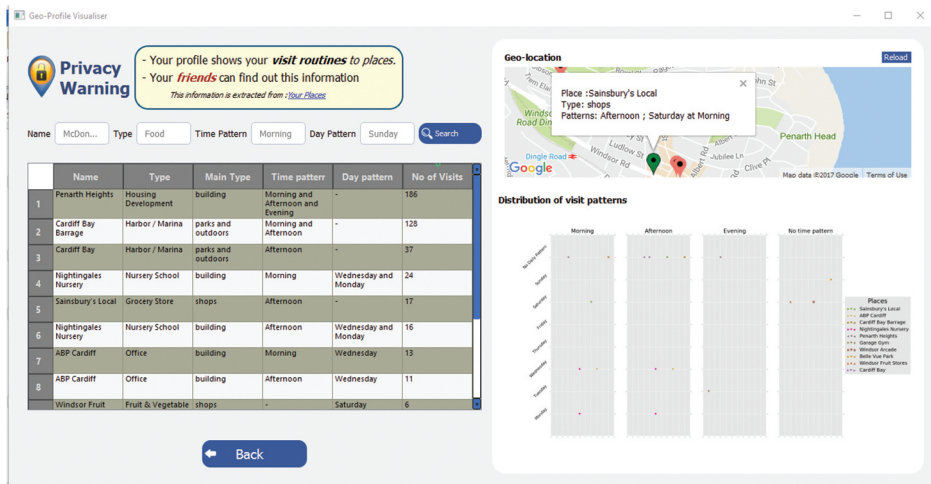 Geo-Profile Visualiser
Privacy
Warning
- Your profile shows your visit routines to places.
- Your friends can find out this information
This information is extracted from :Your Places
Name McDon... Type Food Time Pattern Morning Day Pattern Sunday Search
Name Type Main Type Time patterr Day pattern No of Visits
1 Penarth Heights Housing Development building Morning and Afternoon and Evening - 186
2 Cardiff Bay Barrage Harbor / Marina parks and outdoors Morning and Afternoon - 128
3 Cardiff Bay Harbor / Marina parks and outdoors Afternoon - 37
4 Nightingales Nursery Nursery School building Morning Wednesday and Monday 24
5 Sainsbury's Local Grocery Store shops Afternoon - 17
6 Nightingales Nursery Nursery School building Afternoon Wednesday and Monday 16
7 ABP Cardiff Office building Morning Wednesday 13
8 ABP Cardiff Office building Afternoon Wednesday 11
Windsor Fruit Fruit & Vegetable shops - Saturday 6
Back
Geo-location
Reload
Place :Sainsbury's Local
Type: shops
Patterns: Afternoon ; Saturday at Morning
Penarth Head
Ludlow St
Windsor Rd
Dingle Road
Jubilee Ln
Clive Pl
Google
Map data ©2017 Google Terms of Use
Distribution of visit patterns
Morning Afternoon Evening No time pattern
No Daily Pattern
Sunday
Saturday
Friday
Thursday
Wednesday
Tuesday
Monday
Places
Sainsbury's Local
ABP Cardiff
Cardiff Bay Barrage
Nightingales Nursery
Penarth Heights
Garage Gym
Windsor Arcade
Belle Vue Park
Windsor Fruit Stores
Cardiff Bay